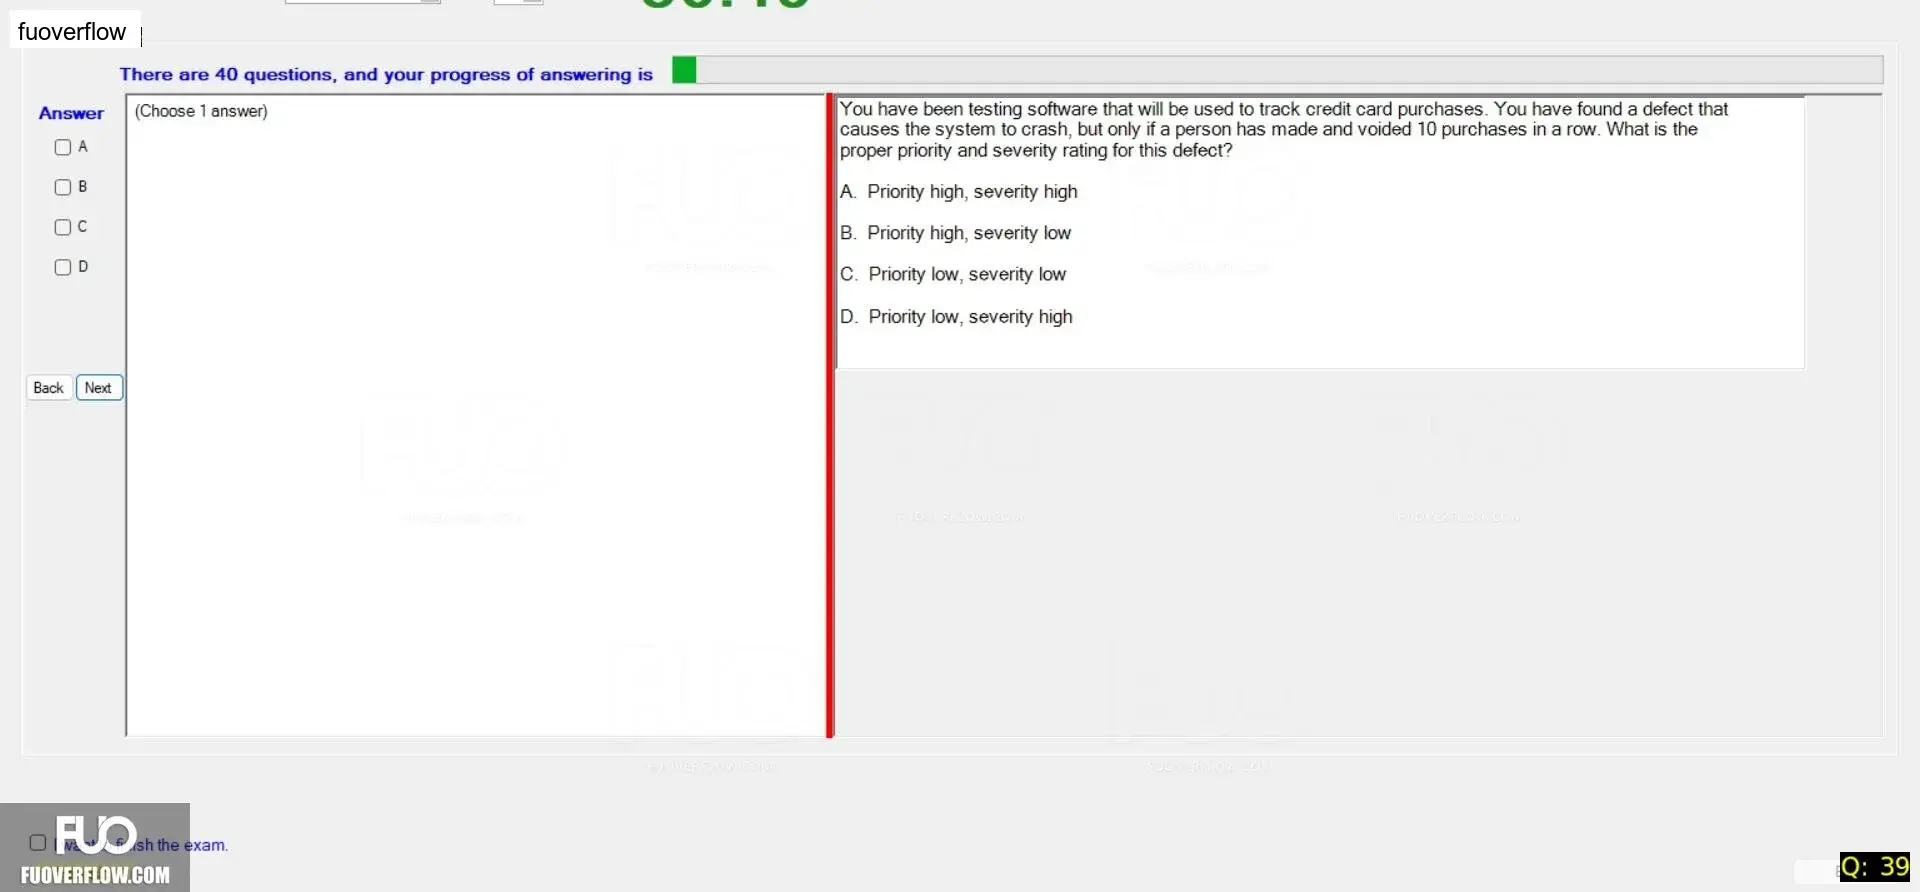 fuoverflow
There are 40 questions, and your progress of answering is
Answer
(Choose 1 answer)
A
B
C
D
Back
Next
You have been testing software that will be used to track credit card purchases. You have found a defect that
causes the system to crash, but only if a person has made and voided 10 purchases in a row. What is the
proper priority and severity rating for this defect?
A. Priority high, severity high
B. Priority high, severity low
C. Priority low, severity low
D. Priority low, severity high
finish the exam.
FUO
FUOVERFLOW.COM
Q: 39